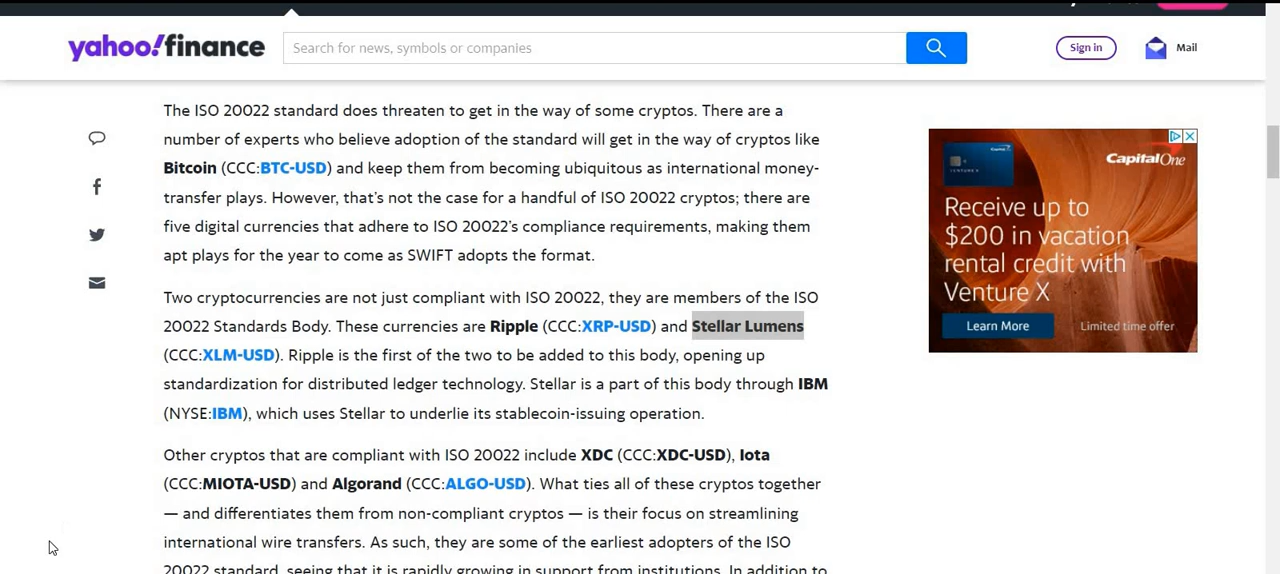 yahoo!finance
Search for news, symbols or companies
Sign in
Mail
The ISO 20022 standard does threaten to get in the way of some cryptos. There are a
number of experts who believe adoption of the standard will get in the way of cryptos like
Bitcoin (CCC:BTC-USD) and keep them from becoming ubiquitous as international money-
transfer plays. However, that's not the case for a handful of ISO 20022 cryptos; there are
five digital currencies that adhere to ISO 20022's compliance requirements, making them
apt plays for the year to come as SWIFT adopts the format.
Two cryptocurrencies are not just compliant with ISO 20022, they are members of the ISO
20022 Standards Body. These currencies are Ripple (CCC:XRP-USD) and Stellar Lumens
(CCC:XLM-USD). Ripple is the first of the two to be added to this body, opening up
standardization for distributed ledger technology. Stellar is a part of this body through IBM
(NYSE:IBM), which uses Stellar to underlie its stablecoin-issuing operation.
Other cryptos that are compliant with ISO 20022 include XDC (CCC:XDC-USD), Iota
(CCC:MIOTA-USD) and Algorand (CCC:ALGO-USD). What ties all of these cryptos together
— and differentiates them from non-compliant cryptos — is their focus on streamlining
international wire transfers. As such, they are some of the earliest adopters of the ISO
20022 standard, seeing that it is rapidly growing in support from institutions. In addition to
Capital One
Receive up to
$200 in vacation
rental credit with
Venture X
Learn More
Limited time offer